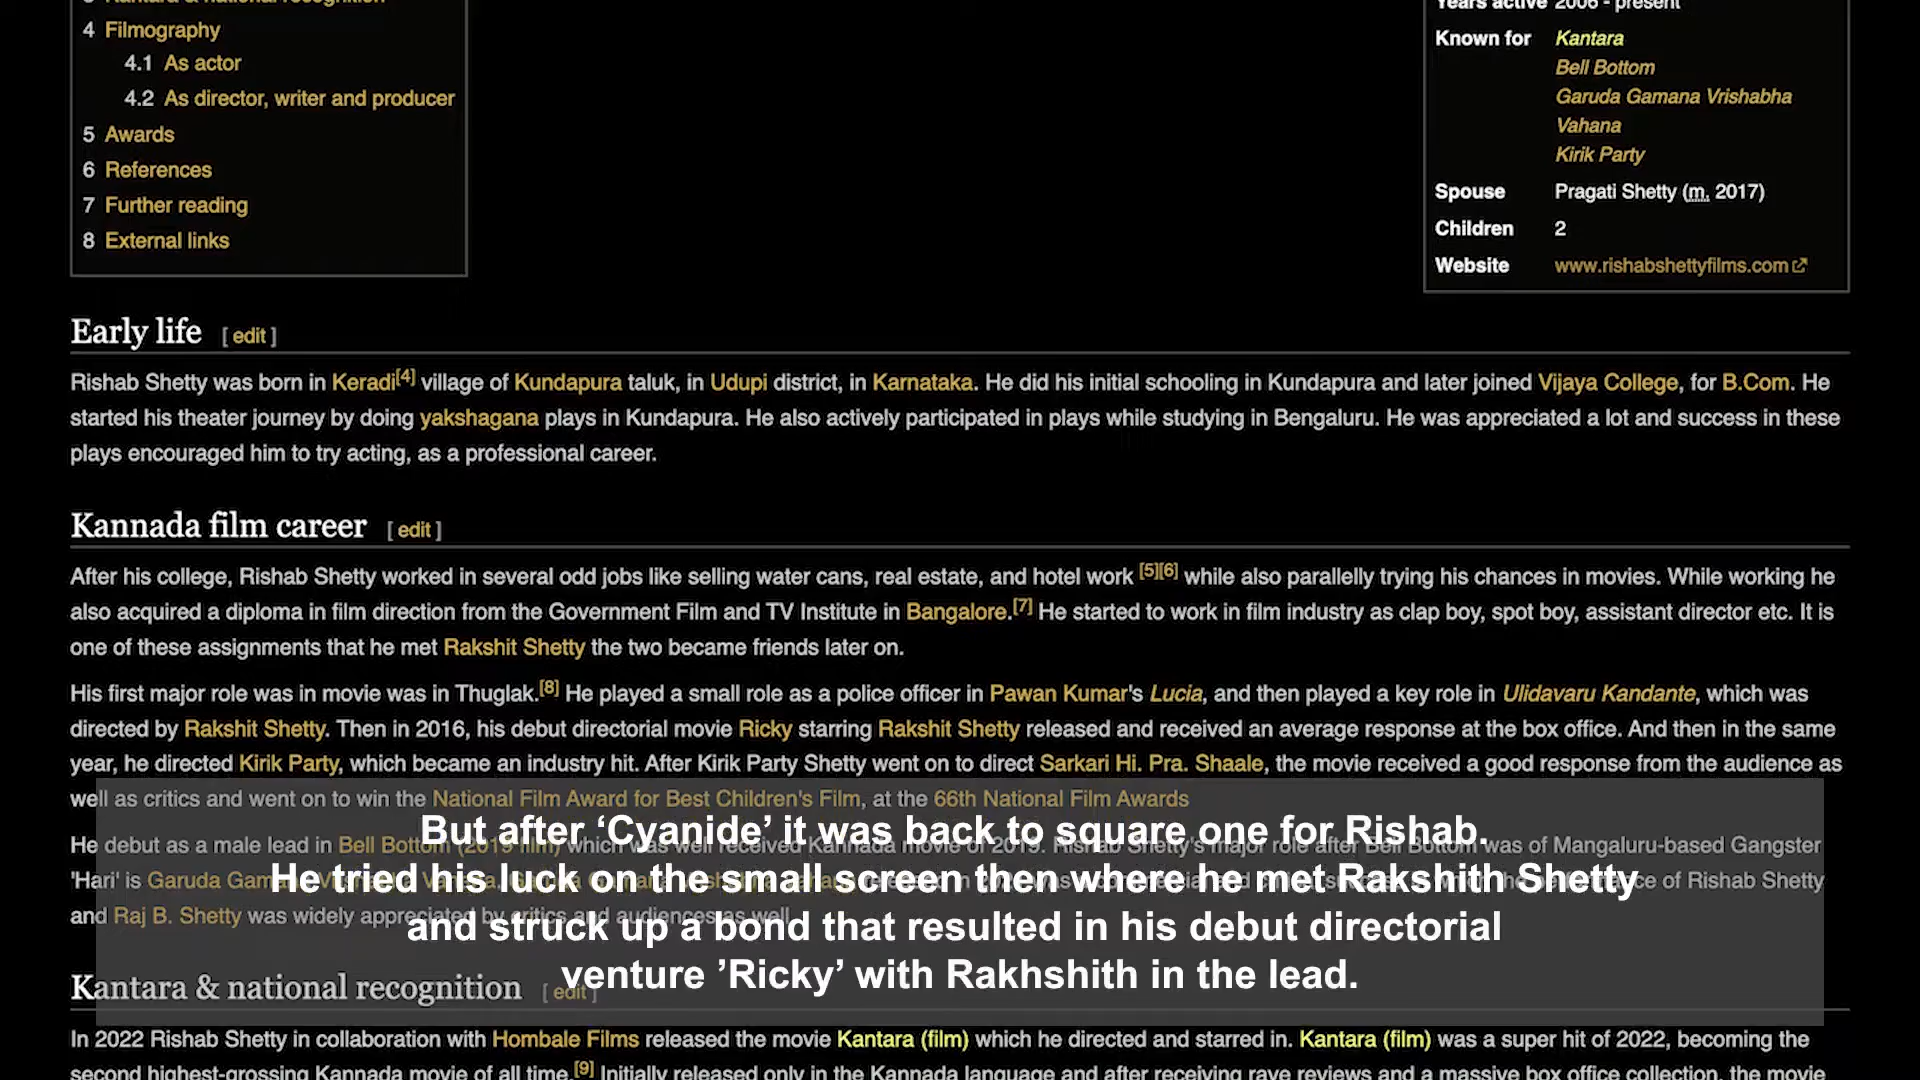 4 Filmography
4.1 As actor
4.2 As director, writer and producer
5 Awards
6 References
7 Further reading
8 External links
Years active 2006 - present
Known for Kantara
Bell Bottom
Garuda Gamana Vrishabha
Vahana
Kirik Party
Spouse Pragati Shetty (m. 2017)
Children 2
Website www.rishabshettyfilms.com
Early life [ edit ]
Rishab Shetty was born in Keradi[4] village of Kundapura taluk, in Udupi district, in Karnataka. He did his initial schooling in Kundapura and later joined Vijaya College, for B.Com. He
started his theater journey by doing yakshagana plays in Kundapura. He also actively participated in plays while studying in Bengaluru. He was appreciated a lot and success in these
plays encouraged him to try acting, as a professional career.
Kannada film career [ edit ]
After his college, Rishab Shetty worked in several odd jobs like selling water cans, real estate, and hotel work [5][6] while also parallelly trying his chances in movies. While working he
also acquired a diploma in film direction from the Government Film and TV Institute in Bangalore.[7] He started to work in film industry as clap boy, spot boy, assistant director etc. It is
one of these assignments that he met Rakshit Shetty the two became friends later on.
His first major role was in movie was in Thuglak.[8] He played a small role as a police officer in Pawan Kumar's Lucia, and then played a key role in Ulidavaru Kandante, which was
directed by Rakshit Shetty. Then in 2016, his debut directorial movie Ricky starring Rakshit Shetty released and received an average response at the box office. And then in the same
year, he directed Kirik Party, which became an industry hit. After Kirik Party Shetty went on to direct Sarkari Hi. Pra. Shaale, the movie received a good response from the audience as
well as critics and went on to win the National Film Award for Best Children's Film, at the 66th National Film Awards
He debut as a male lead in Bell Bottom (2019 film) which was well received Kannada movie of 2019. Rishab Shetty's major role after Bell Bottom was of Mangaluru-based Gangster
'Hari' is Garuda Gamana of Rishab Shetty
and Raj B. Shetty was widely appreciated by critics and audiences as well.
But after ‘Cyanide’ it was back to square one for Rishab.
He tried his luck on the small screen then where he met Rakshith Shetty
and struck up a bond that resulted in his debut directorial
venture ’Ricky’ with Rakhshith in the lead.
Kantara & national recognition [ edit ]
In 2022 Rishab Shetty in collaboration with Hombale Films released the movie Kantara (film) which he directed and starred in. Kantara (film) was a super hit of 2022, becoming the
second highest-grossing Kannada movie of all time.[9] Initially released only in the Kannada language and after receiving rave reviews and a massive box office collection, the movie